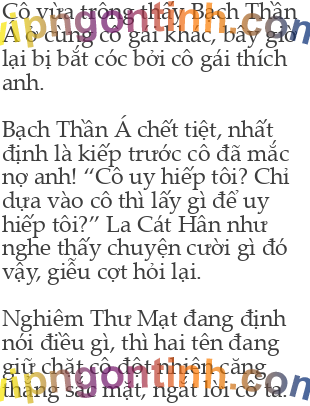 Cô vừa trông thấy Bạch Thần
Á ở cùng cô gái khác, bây giờ
lại bị bắt cóc bởi cô gái thích
anh.
Bạch Thần Á chết tiệt, nhất
định là kiếp trước cô đã mắc
nợ anh! “Cô uy hiếp tôi? Chỉ
dựa vào cô thì lấy gì để uy
hiếp tôi?” La Cát Hân như
nghe thấy chuyện cười gì đó
vậy, giễu cợt hỏi lại.
Nghiêm Thư Mạt đang định
nói điều gì, thì hai tên đang
giữ chặt cô đột nhiên căng
thẳng sắc mặt, ngắt lời cô ta.